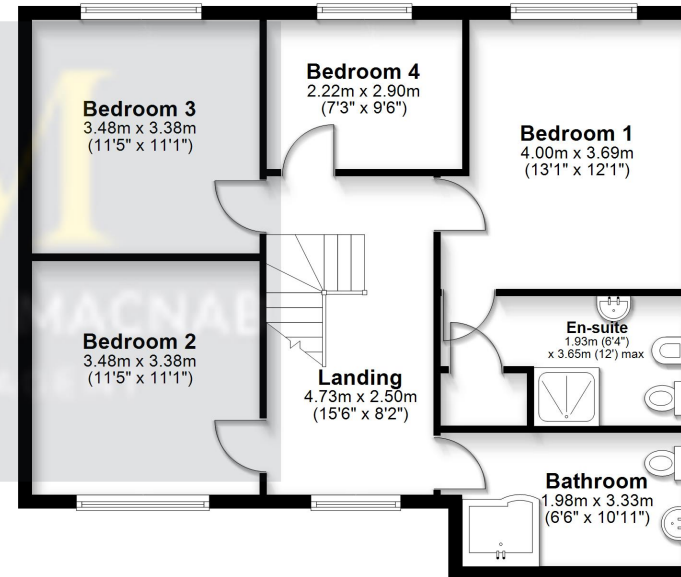 Bedroom 3
3.48m x 3.38m
(11'5" x 11'1")
Bedroom 4
2.22m x 2.90m
(7'3" x 9'6")
Bedroom 1
4.00m x 3.69m
(13'1" x 12'1")
MACNAB
Bedroom 2
3.48m x 3.38m
(11'5" x 11'1")
Landing
4.73m x 2.50m
(15'6" x 8'2")
En-suite
1.93m (6'4")
x 3.65m (12') max
Bathroom
1.98m x 3.33m
(6'6" x 10'11")